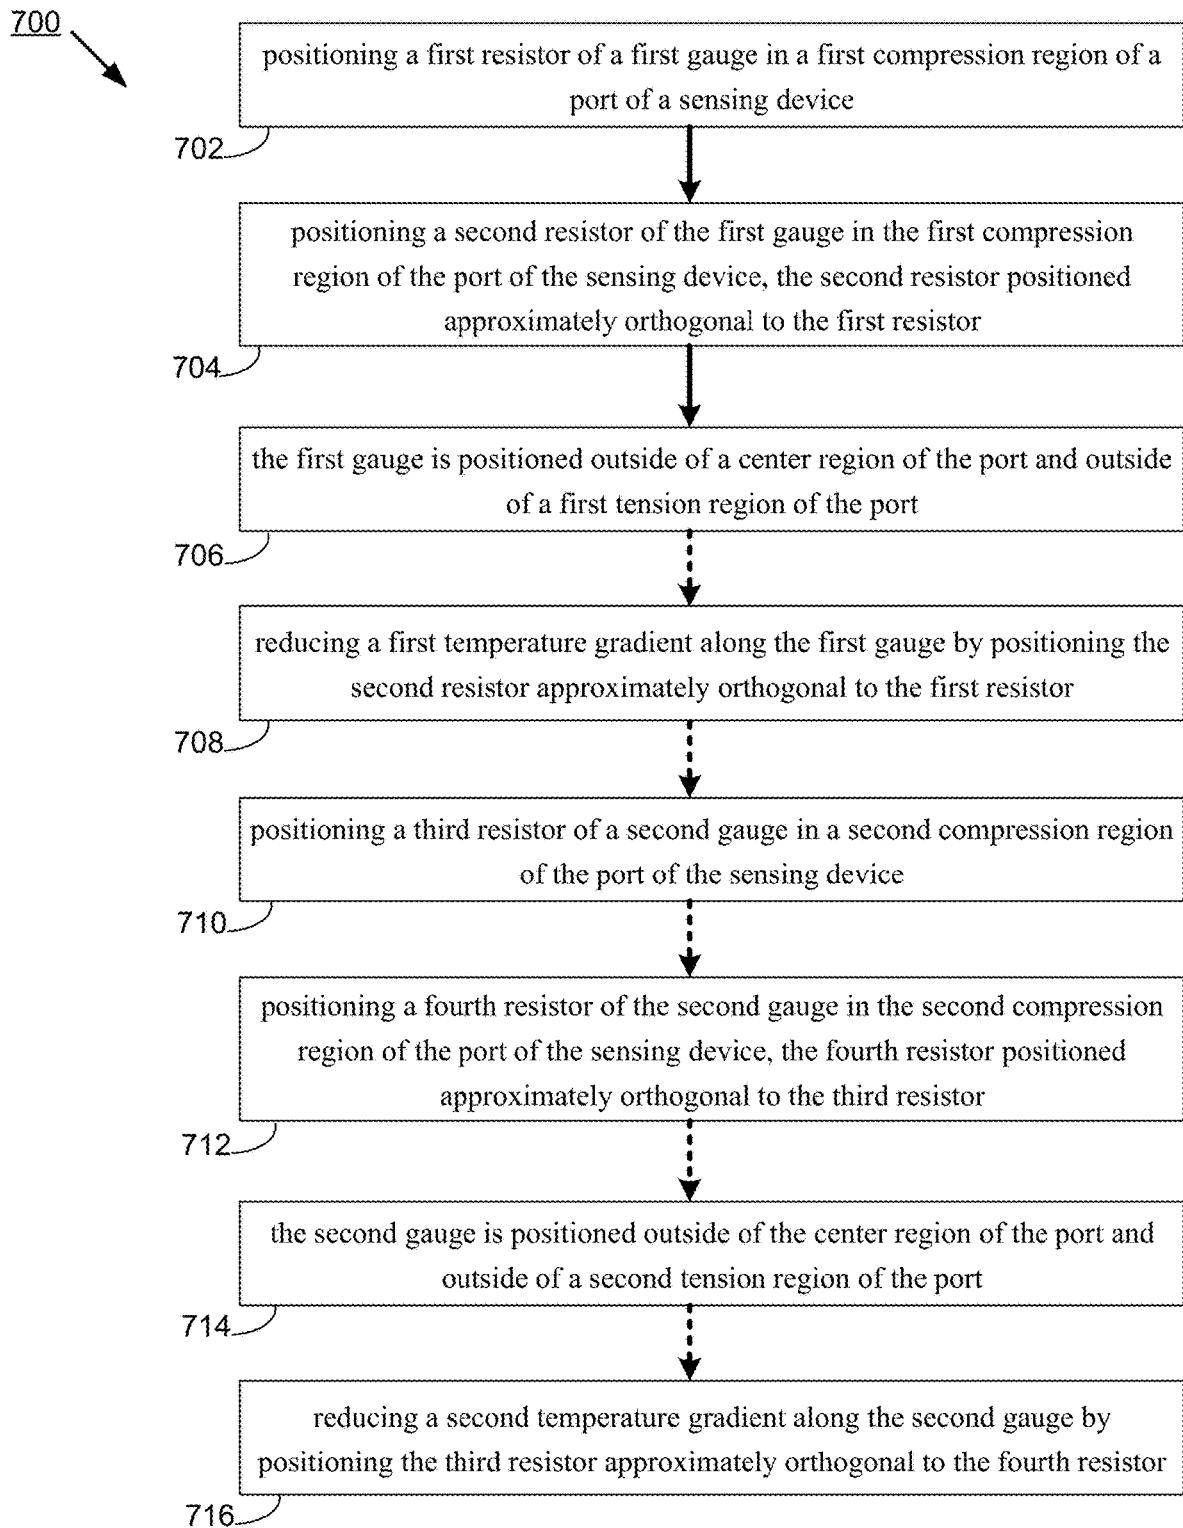 700
positioning a first resistor of a first gauge in a first compression region of a
port of a sensing device
702
positioning a second resistor of the first gauge in the first compression
region of the port of the sensing device, the second resistor positioned
approximately orthogonal to the first resistor
704
the first gauge is positioned outside of a center region of the port and outside
of a first tension region of the port
706
reducing a first temperature gradient along the first gauge by positioning the
second resistor approximately orthogonal to the first resistor
708
positioning a third resistor of a second gauge in a second compression region
of the port of the sensing device
710
positioning a fourth resistor of the second gauge in the second compression
region of the port of the sensing device, the fourth resistor positioned
approximately orthogonal to the third resistor
712
the second gauge is positioned outside of the center region of the port and
outside of a second tension region of the port
714
reducing a second temperature gradient along the second gauge by
positioning the third resistor approximately orthogonal to the fourth resistor
716